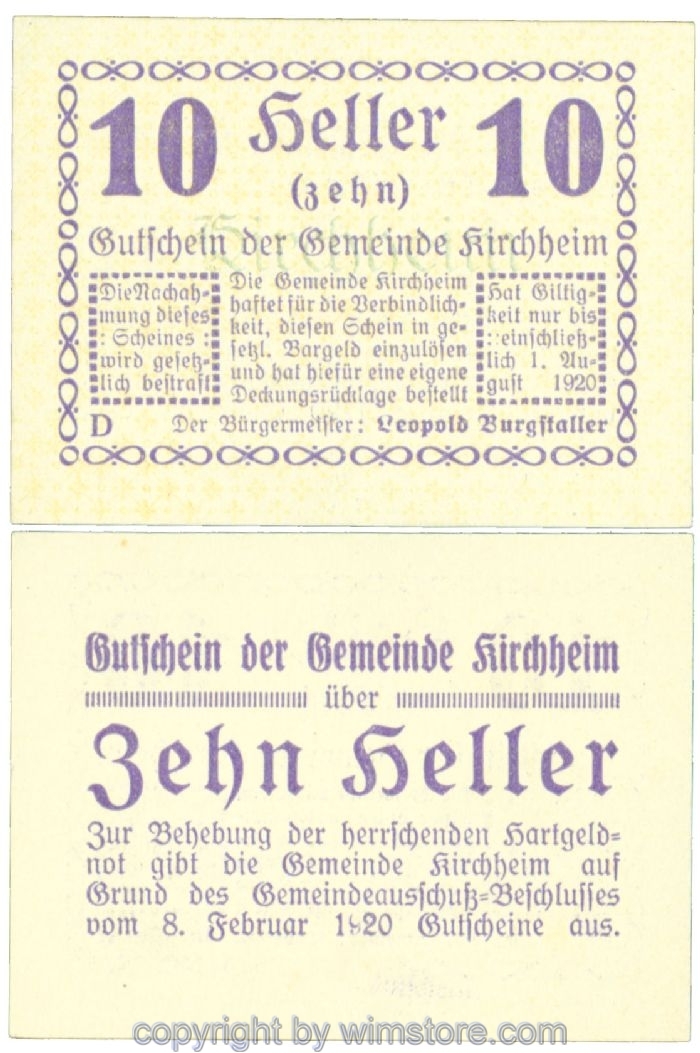 10 Heller 10
(zehn)
Kirchheim
Gutschein der Gemeinde Kirchheim
Die Nachah-
mung dieses
: Scheines :
wird gesetz-
lich bestraft
Die Gemeinde Kirchheim
haftet für die Verbindlich-
keit, diesen Schein in ge-
setzl. Bargeld einzulösen
und hat hiefür eine eigene
Deckungsrücklage bestellt
Hat Giltig-
keit nur bis
:: einschließ-
lich 1. Au-
gust 1920
D Der Bürgermeister: Leopold Burgstaller
Gutschein der Gemeinde Kirchheim
über
Zehn Heller
Zur Behebung der herrschenden Hartgeld-
not gibt die Gemeinde Kirchheim auf
Grund des Gemeindeausschuß-Beschlusses
vom 8. Februar 1920 Gutscheine aus.
copyright by wimstore.com